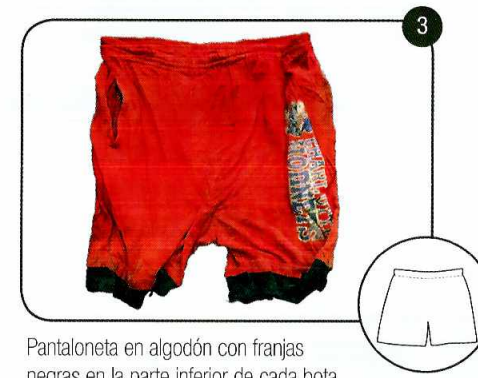 3
Pantaloneta en algodón con franjas
negras en la parte inferior de cada bota